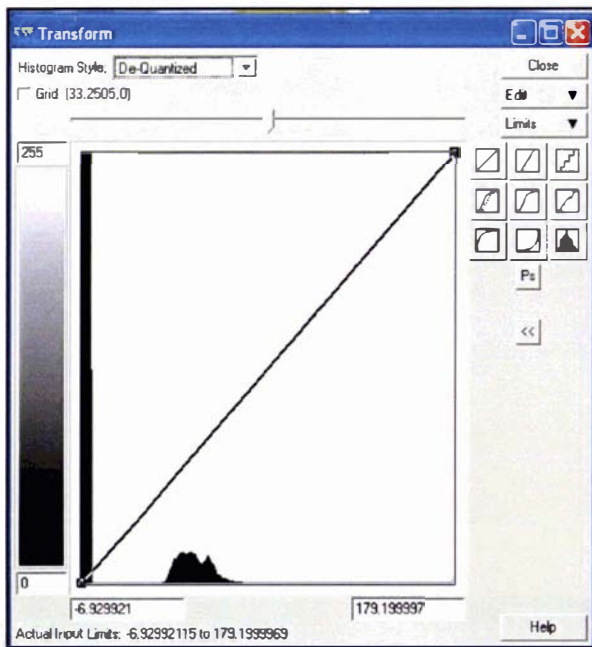 Transform
Histogram Style: De-Quantized
Close
Grid (33.2505,0)
Edit
Limits
255
Ps
<<
0
-6.929921
179.199997
Actual Input Limits: -6.92992115 to 179.1999969
Help